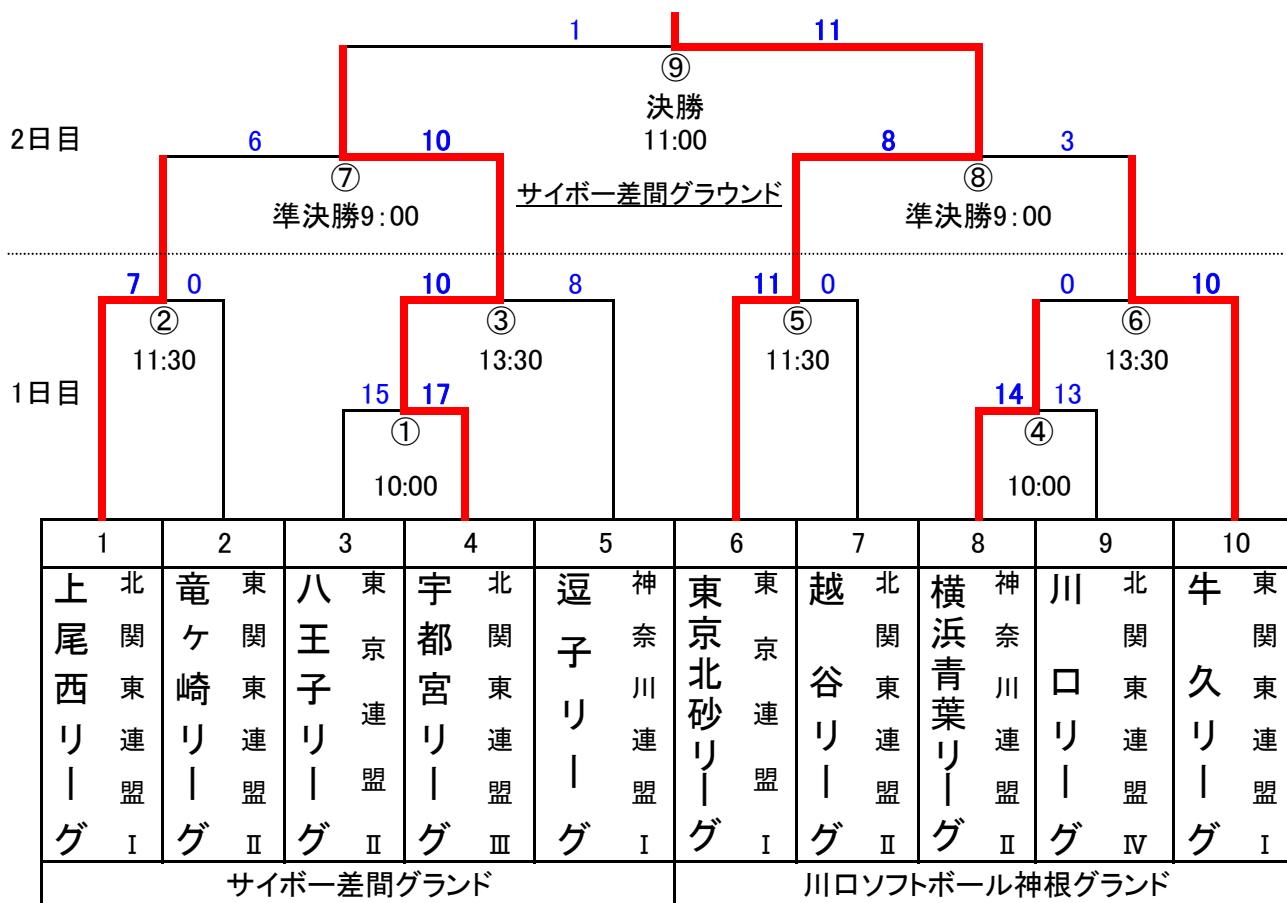 1 11
⑨
決勝
2日目 6 10 11:00 8 3
⑦ サイボー差間グラウンド ⑧
準決勝9:00 準決勝9:00
7 0 10 8 11 0 0 10
② ③ ⑤ ⑥
11:30 13:30 11:30 13:30
1日目 15 17 14 13
① ④
10:00 10:00
1 2 3 4 5 6 7 8 9 10
上尾西リーグ 北関東連盟Ⅰ
竜ヶ崎リーグ 東関東連盟Ⅱ
八王子リーグ 東京連盟Ⅱ
宇都宮リーグ 北関東連盟Ⅲ
逗子リーグ 神奈川連盟Ⅰ
東京北砂リーグ 東京連盟Ⅰ
越谷リーグ 北関東連盟Ⅱ
横浜青葉リーグ 神奈川連盟Ⅱ
川口リーグ 北関東連盟Ⅳ
牛久リーグ 東関東連盟Ⅰ
サイボー差間グランド 川口ソフトボール神根グランド